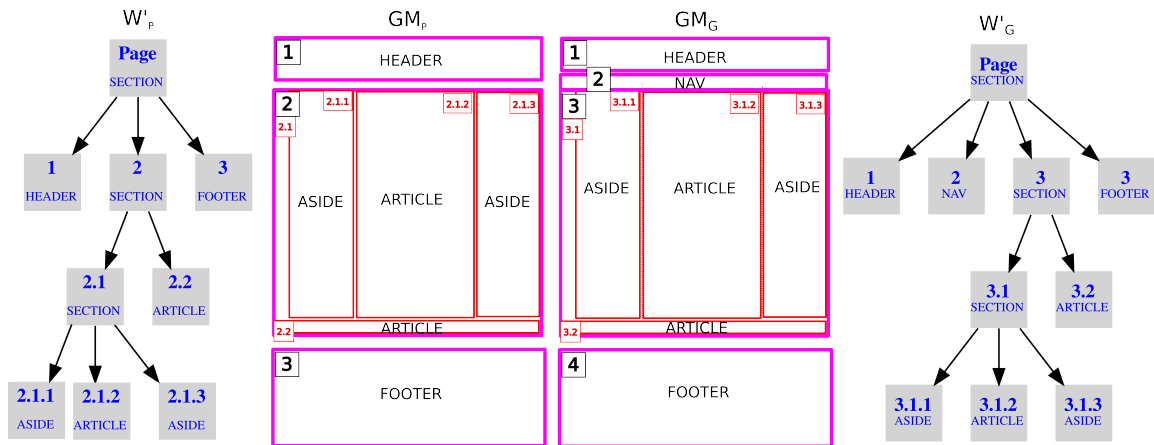 W'P
Page
SECTION
1
HEADER
2
SECTION
3
FOOTER
2.1
SECTION
2.2
ARTICLE
2.1.1
ASIDE
2.1.2
ARTICLE
2.1.3
ASIDE
GMP
1
HEADER
2
2.1
2.1.1
2.1.2
2.1.3
ASIDE
ARTICLE
ASIDE
2.2
ARTICLE
3
FOOTER
GMG
1
HEADER
2
NAV
3
3.1
3.1.1
3.1.2
3.1.3
ASIDE
ARTICLE
ASIDE
3.2
ARTICLE
4
FOOTER
W'G
Page
SECTION
1
HEADER
2
NAV
3
SECTION
3
FOOTER
3.1
SECTION
3.2
ARTICLE
3.1.1
ASIDE
3.1.2
ARTICLE
3.1.3
ASIDE